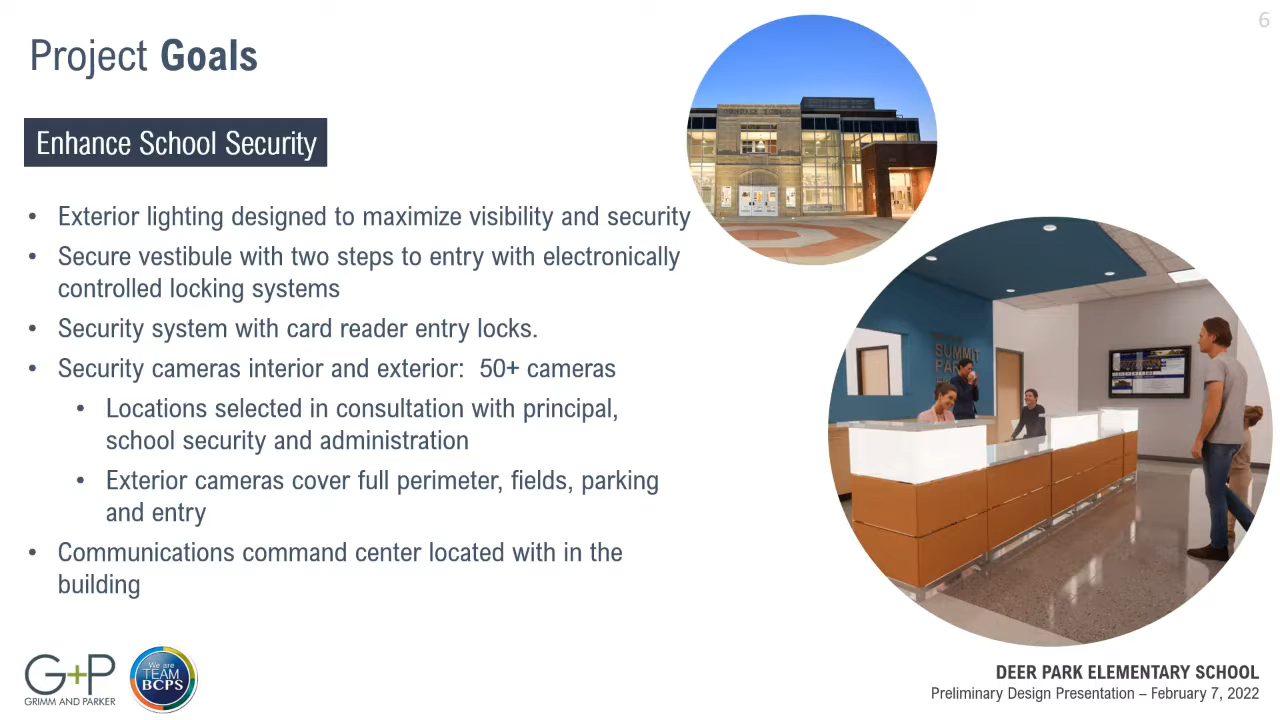 6
Project Goals
Enhance School Security
• Exterior lighting designed to maximize visibility and security
• Secure vestibule with two steps to entry with electronically
controlled locking systems
• Security system with card reader entry locks.
• Security cameras interior and exterior: 50+ cameras
• Locations selected in consultation with principal,
school security and administration
• Exterior cameras cover full perimeter, fields, parking
and entry
• Communications command center located with in the
building
SUMMIT
PARK
G+P
GRIMM AND PARKER
We are
TEAM
BCPS
DEER PARK ELEMENTARY SCHOOL
Preliminary Design Presentation – February 7, 2022